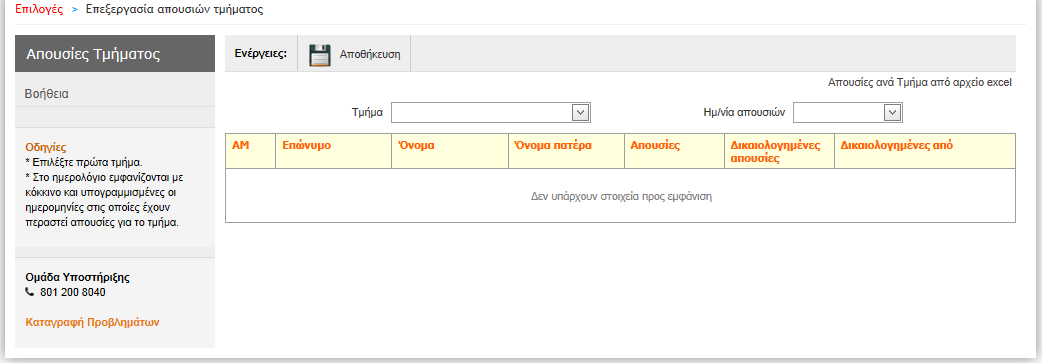 Επιλογές > Επεξεργασία απουσιών τμήματος
Απουσίες Τμήματος
Βοήθεια
Οδηγίες
* Επιλέξτε πρώτα τμήμα.
* Στο ημερολόγιο εμφανίζονται με
κόκκινο και υπογραμμισμένες οι
ημερομηνίες στις οποίες έχουν
περαστεί απουσίες για το τμήμα.
Ομάδα Υποστήριξης
801 200 8040
Καταγραφή Προβλημάτων
Ενέργειες: Αποθήκευση
Απουσίες ανά Τμήμα από αρχείο excel
Τμήμα Ημ/νία απουσιών
ΑΜ Επώνυμο Όνομα Όνομα πατέρα Απουσίες Δικαιολογημένες Δικαιολογημένες από
απουσίες
Δεν υπάρχουν στοιχεία προς εμφάνιση